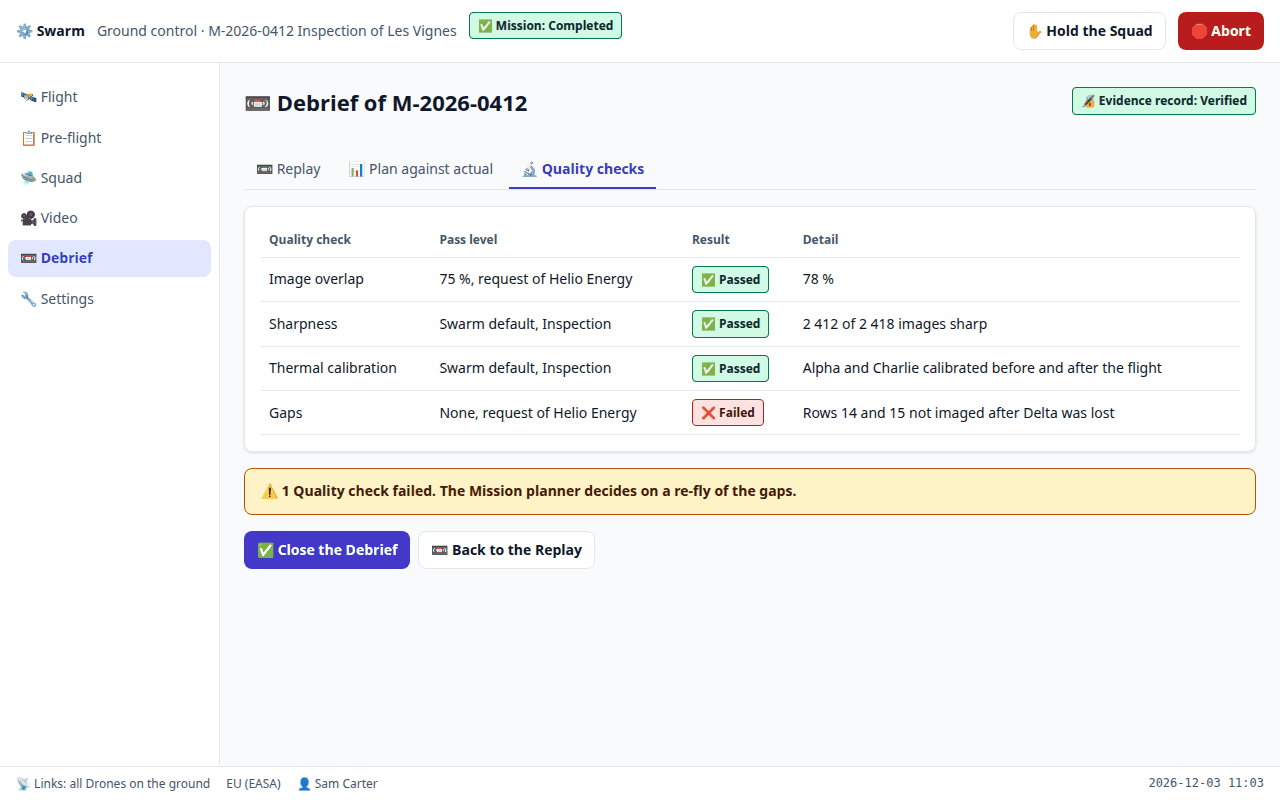 ⚙️ Swarm Ground control · M-2026-0412 Inspection of Les Vignes ✅ Mission: Completed ✋ Hold the Squad 🛑 Abort
🛰️ Flight
📋 Pre-flight
🛸 Squad
🎥 Video
📼 Debrief
🔧 Settings
📼 Debrief of M-2026-0412 🔏 Evidence record: Verified
📼 Replay 📊 Plan against actual 🔬 Quality checks
Quality check Pass level Result Detail
Image overlap 75 %, request of Helio Energy ✅ Passed 78 %
Sharpness Swarm default, Inspection ✅ Passed 2 412 of 2 418 images sharp
Thermal calibration Swarm default, Inspection ✅ Passed Alpha and Charlie calibrated before and after the flight
Gaps None, request of Helio Energy ❌ Failed Rows 14 and 15 not imaged after Delta was lost
⚠️ 1 Quality check failed. The Mission planner decides on a re-fly of the gaps.
✅ Close the Debrief 📼 Back to the Replay
📡 Links: all Drones on the ground EU (EASA) 👤 Sam Carter 2026-12-03 11:03